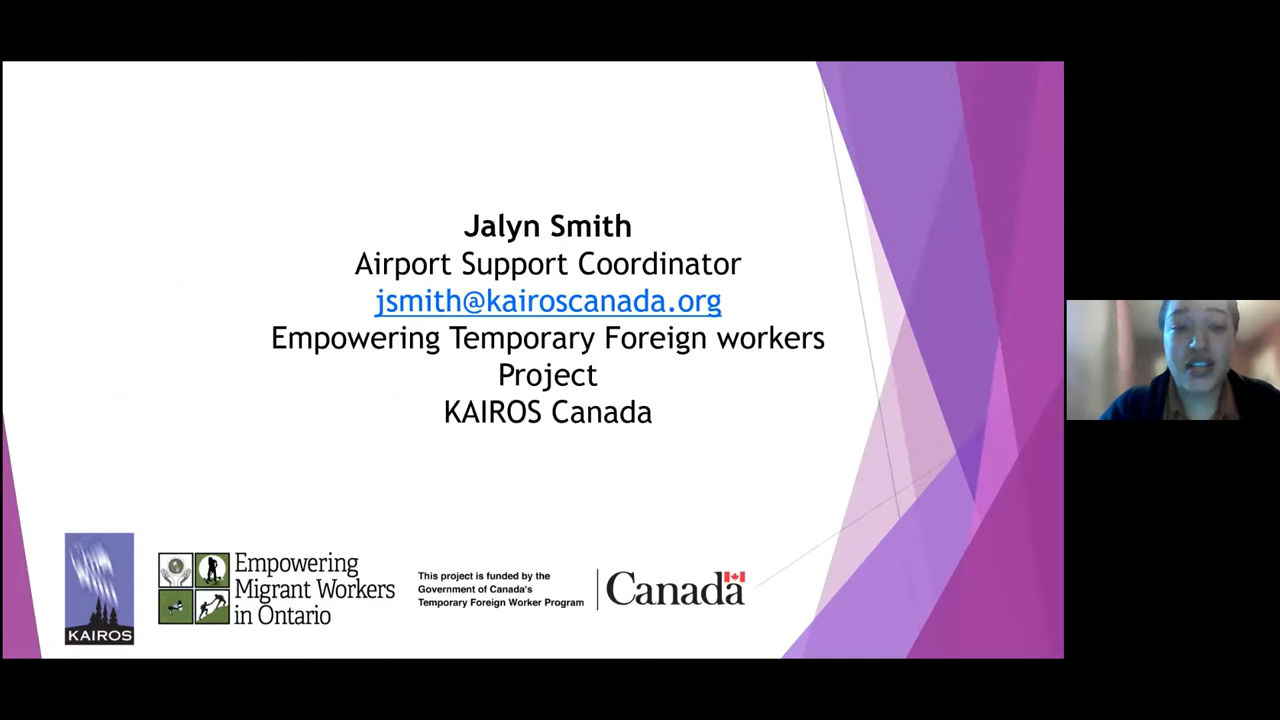 Jalyn Smith
Airport Support Coordinator
jsmith@kairoscanada.org
Empowering Temporary Foreign workers
Project
KAIROS Canada
KAIROS
Empowering
Migrant Workers
in Ontario
This project is funded by the
Government of Canada's
Temporary Foreign Worker Program
Canada